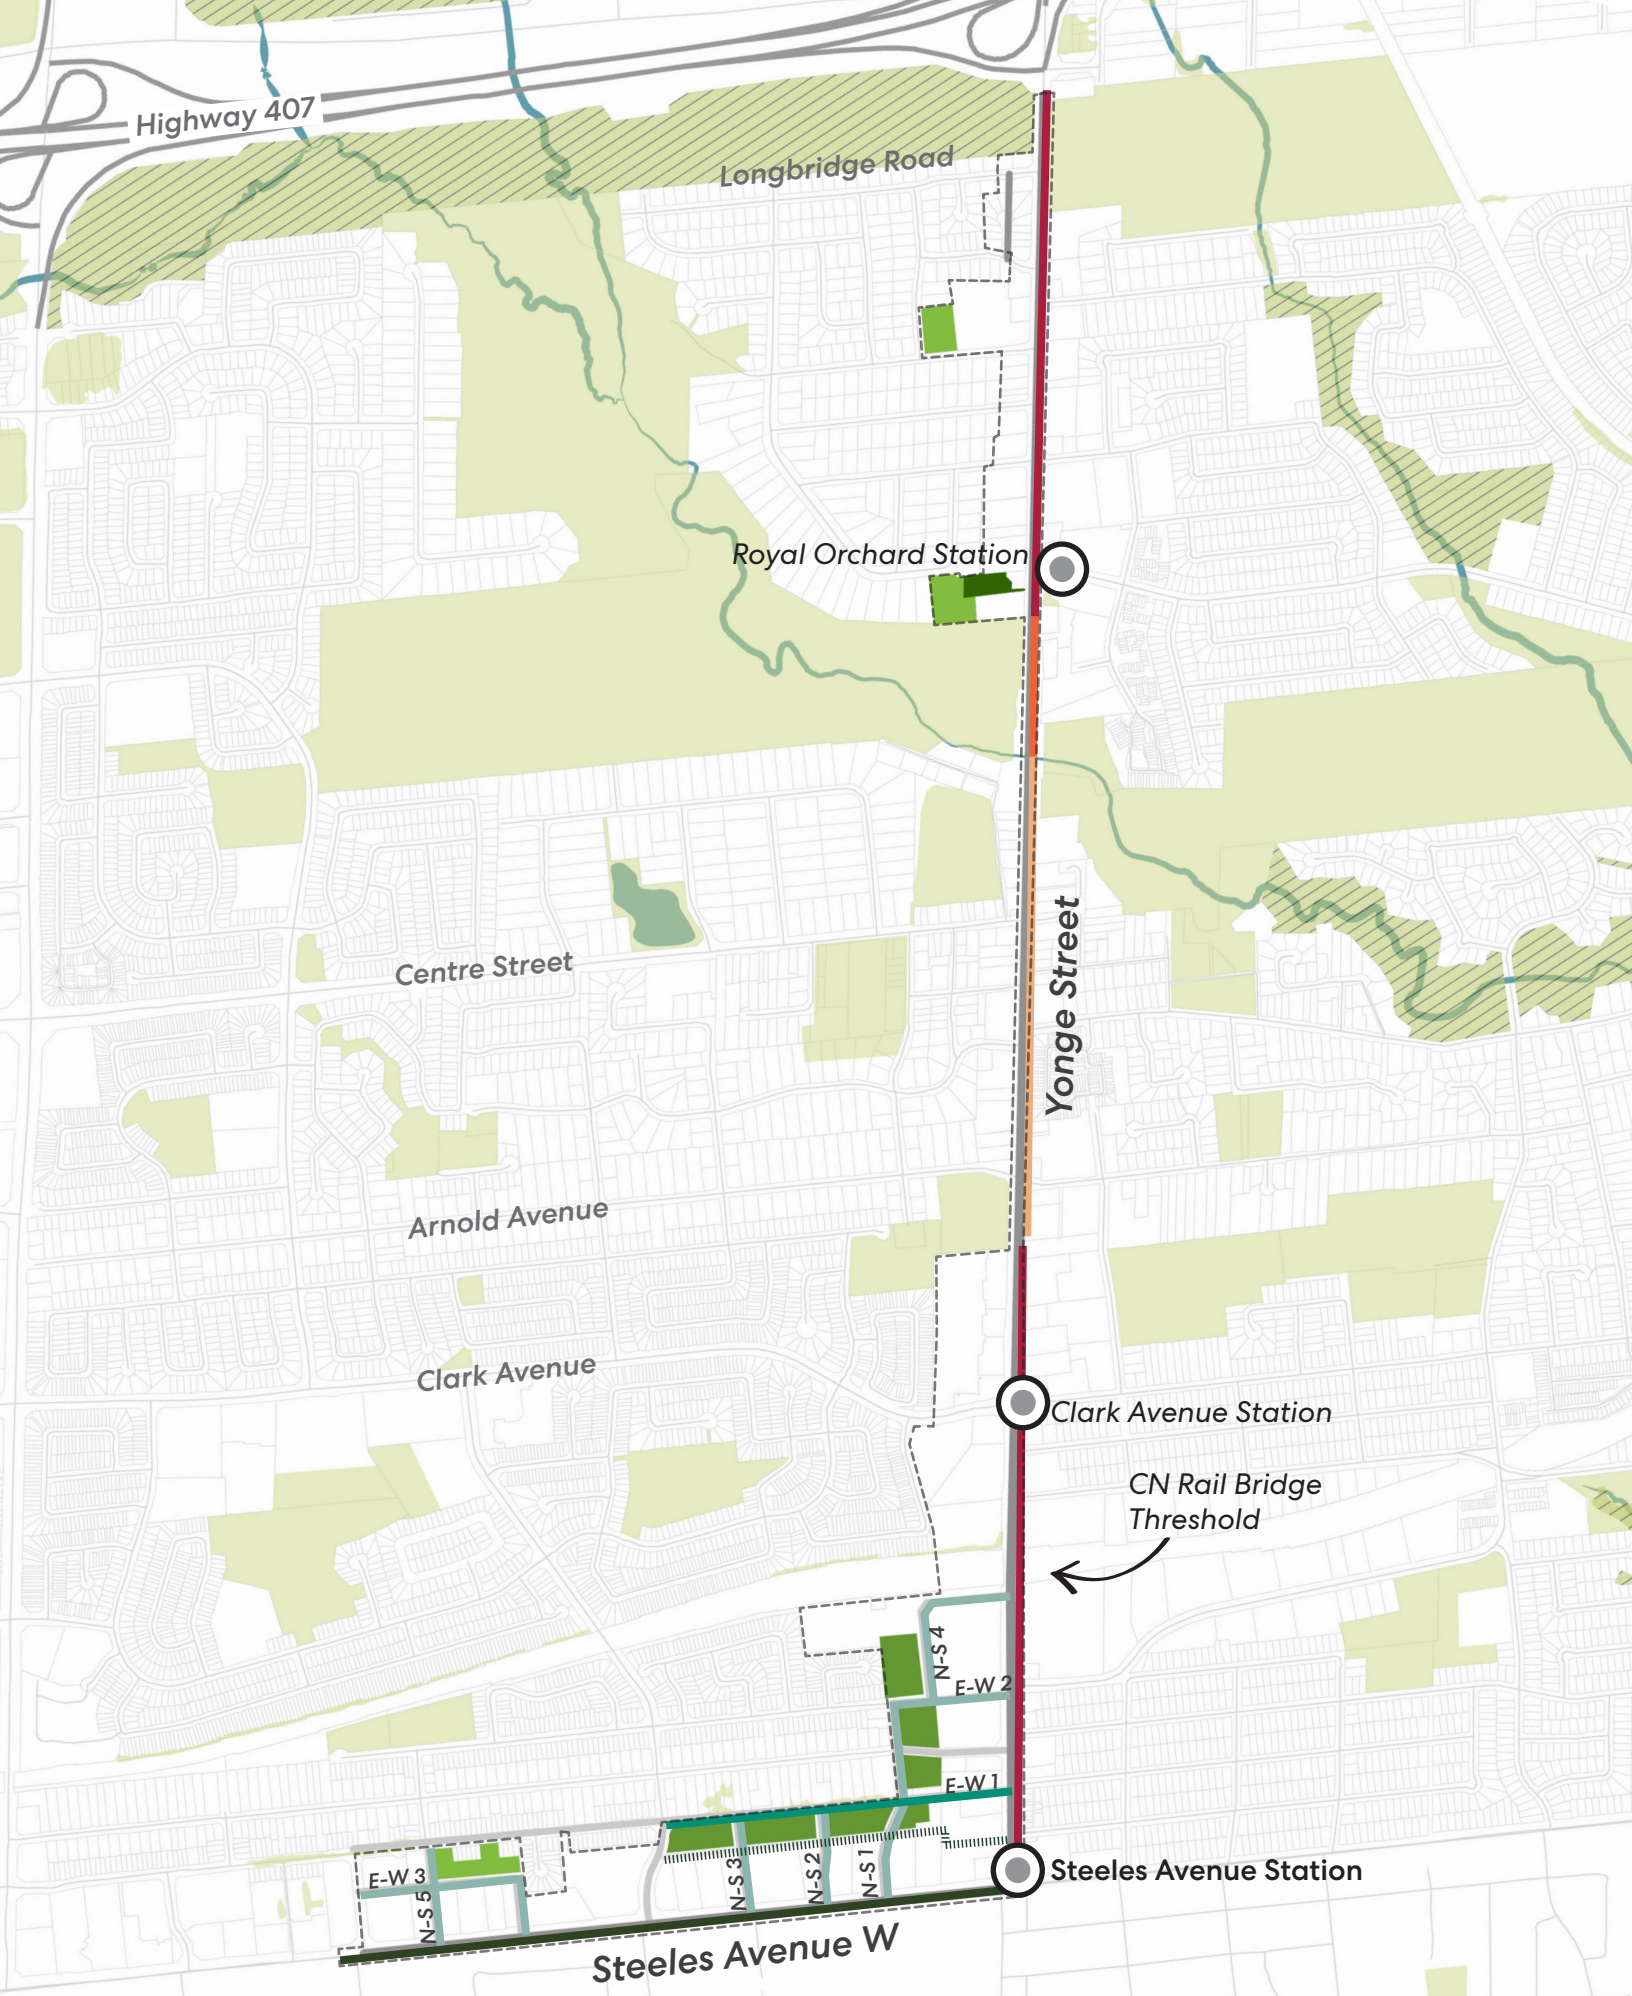 Highway 407
Longbridge Road
Royal Orchard Station
Yonge Street
Centre Street
Arnold Avenue
Clark Avenue
Clark Avenue Station
CN Rail Bridge
Threshold
N-S 4
E-W 2
E-W 1
N-S 3
N-S 2
N-S 1
E-W 3
N-S 5
Steeles Avenue Station
Steeles Avenue W